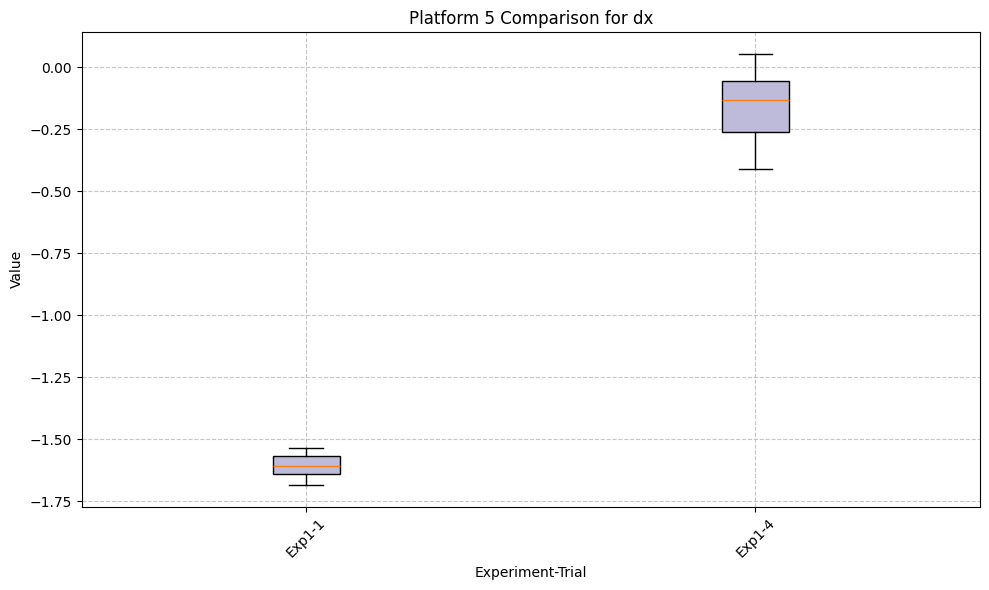 Platform 5 Comparison for dx
0.00
−0.25
−0.50
−0.75
−1.00
−1.25
−1.50
−1.75
Value
Exp1-1
Exp1-4
Experiment-Trial